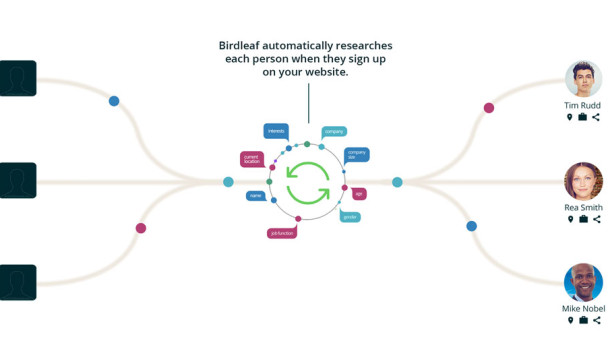 Birdleaf automatically researches
each person when they sign up
on your website.
interests
company
current
location
company
size
name
age
gender
job function
Tim Rudd
Rea Smith
Mike Nobel